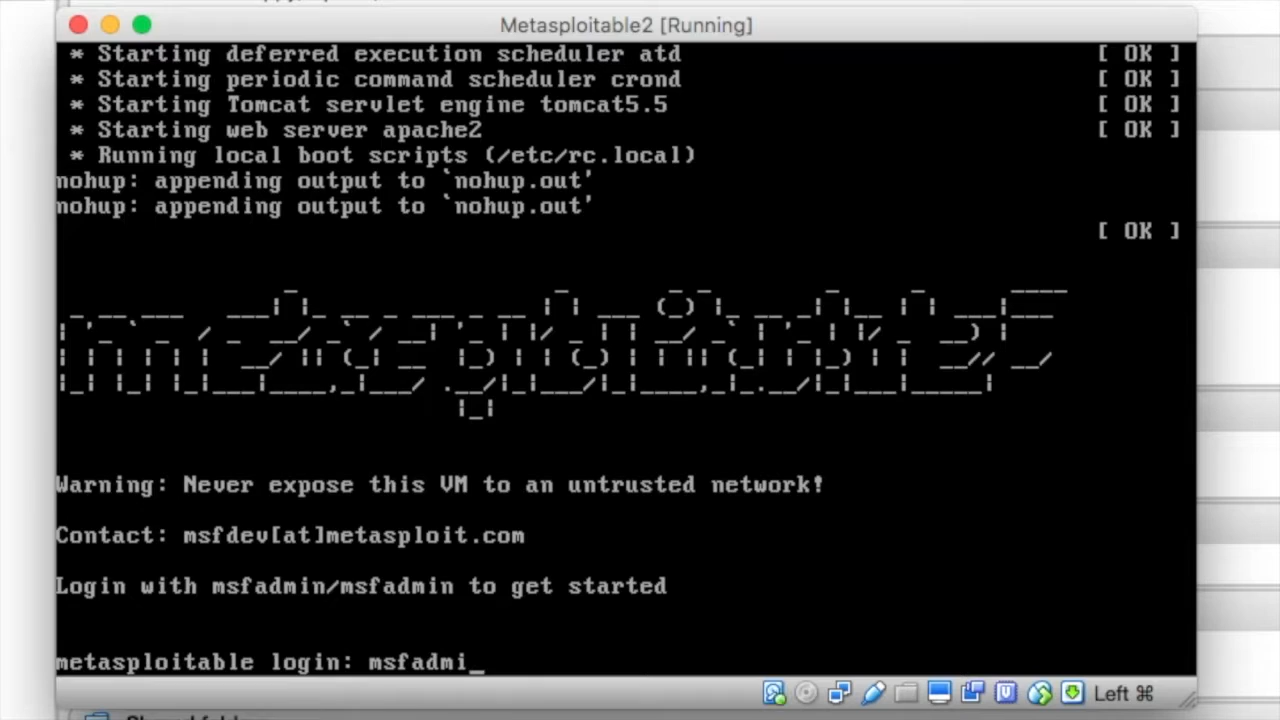 Metasploitable2 [Running]
* Starting deferred execution scheduler atd [ OK ]
* Starting periodic command scheduler crond [ OK ]
* Starting Tomcat servlet engine tomcat5.5 [ OK ]
* Starting web server apache2 [ OK ]
* Running local boot scripts (/etc/rc.local)
nohup: appending output to `nohup.out'
nohup: appending output to `nohup.out'
[ OK ]
metasploitable2
Warning: Never expose this VM to an untrusted network!
Contact: msfdev[at]metasploit.com
Login with msfadmin/msfadmin to get started
metasploitable login: msfadmi_
Left ⌘